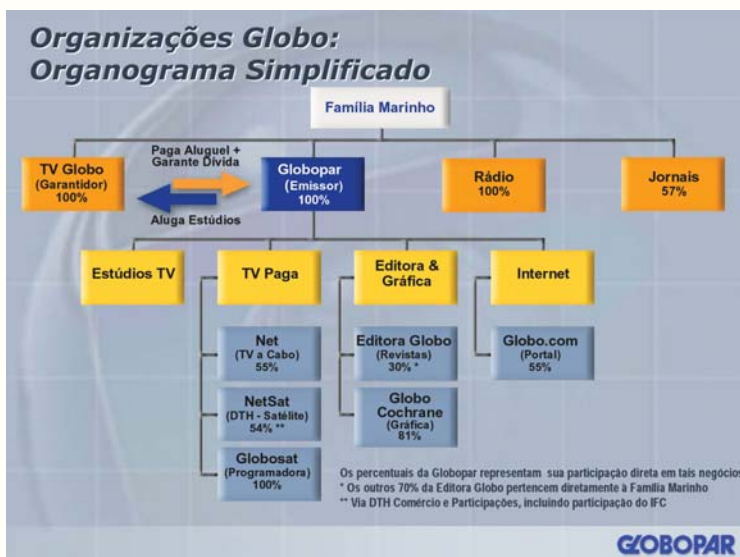 Organizações Globo:
Organograma Simplificado
Família Marinho
Paga Aluguel +
Garante Dívida
Aluga Estúdios
TV Globo
(Garantidor)
100%
Globopar
(Emissor)
100%
Rádio
100%
Jornais
57%
Estúdios TV
TV Paga
Editora &
Gráfica
Internet
Net
(TV a Cabo)
55%
Editora Globo
(Revistas)
30% *
Globo.com
(Portal)
55%
NetSat
(DTH - Satélite)
54% **
Globo
Cochrane
(Gráfica)
81%
Globosat
(Programadora)
100%
Os percentuais da Globopar representam sua participação direta em tais negócios
* Os outros 70% da Editora Globo pertencem diretamente à Família Marinho
** Via DTH Comércio e Participações, incluindo participação do IFC
GLOBOPAR